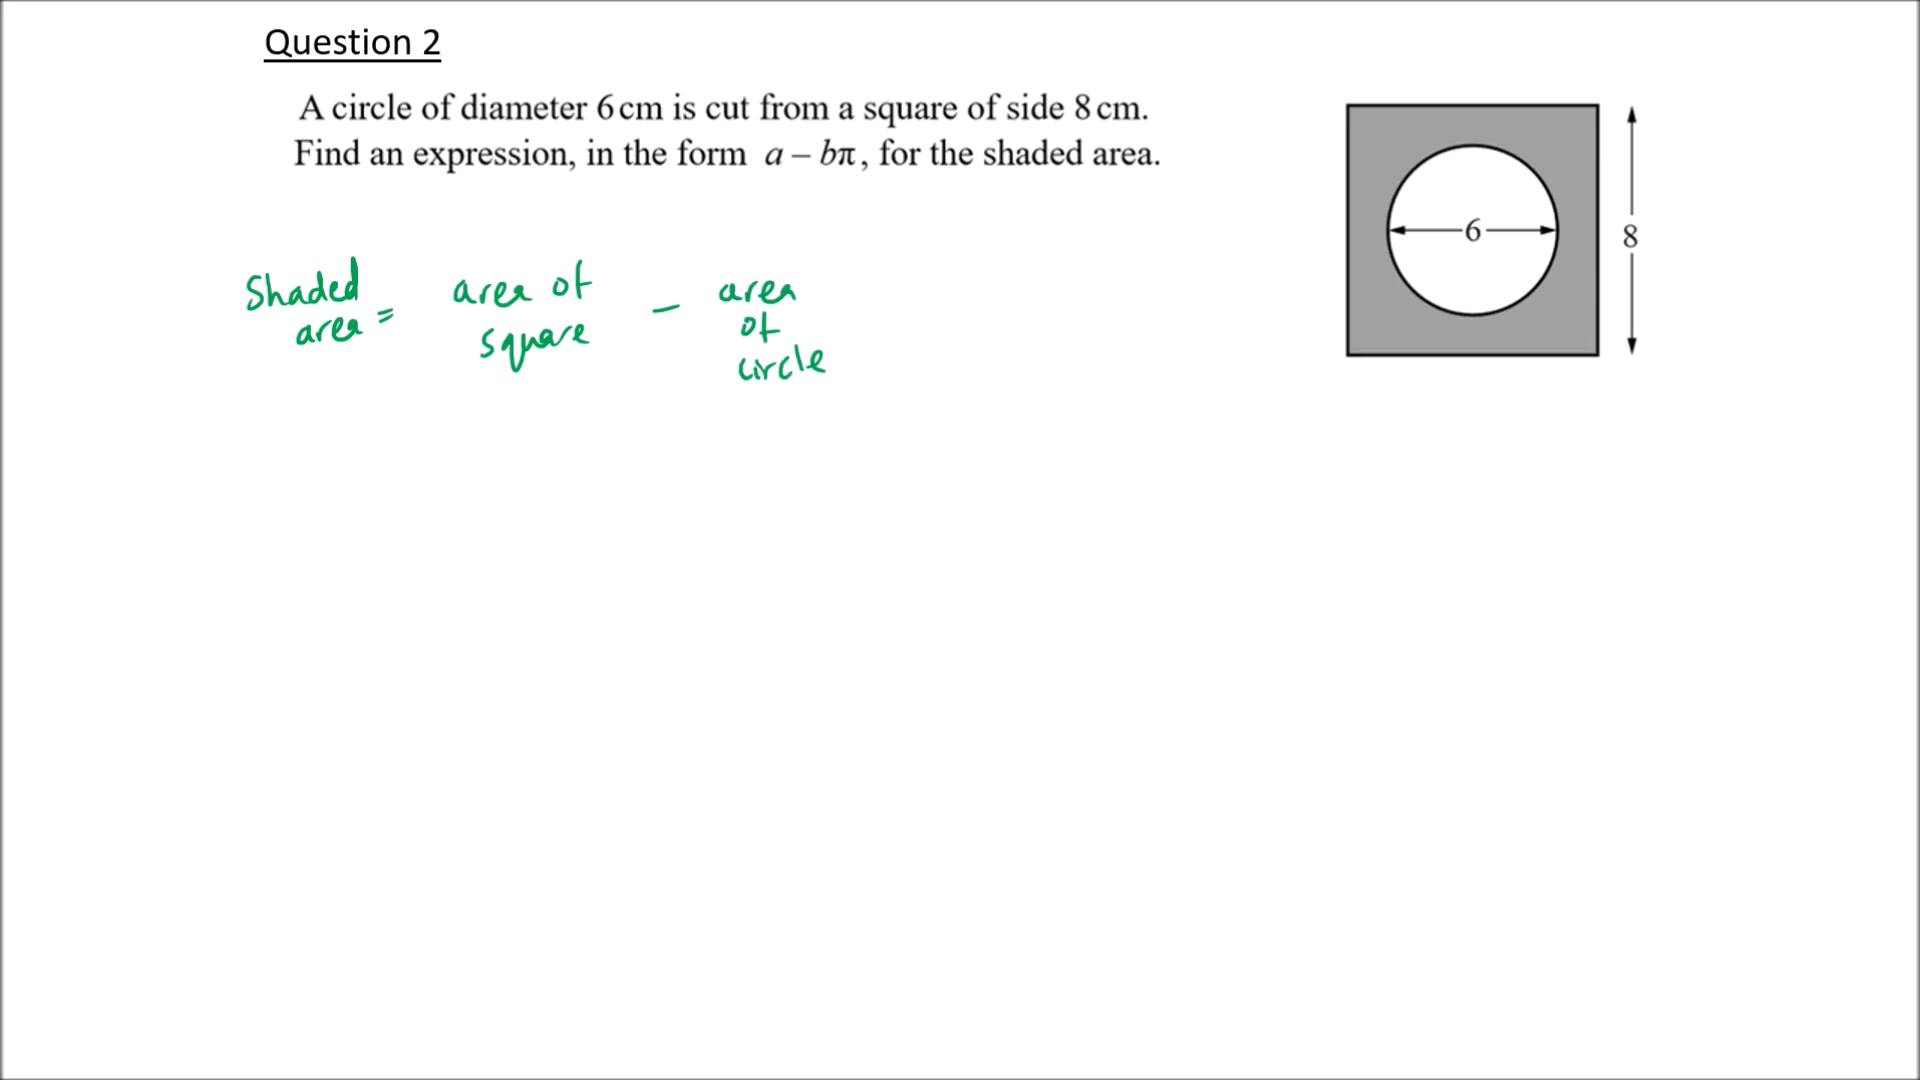 Question 2
A circle of diameter 6 cm is cut from a square of side 8 cm.
Find an expression, in the form a – bπ, for the shaded area.
6
8
Shaded area = area of square – area of circle